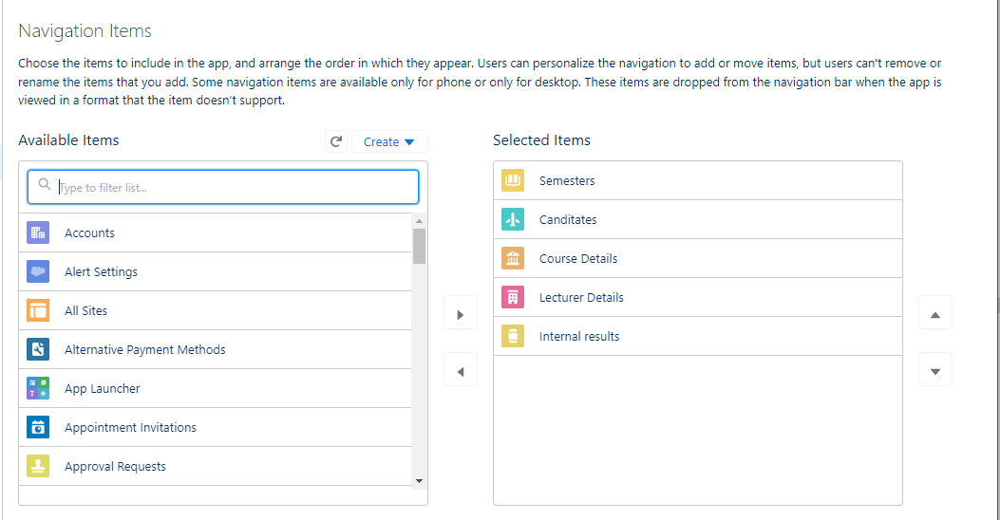 Navigation Items
Choose the items to include in the app, and arrange the order in which they appear. Users can personalize the navigation to add or move items, but users can't remove or
rename the items that you add. Some navigation items are available only for phone or only for desktop. These items are dropped from the navigation bar when the app is
viewed in a format that the item doesn't support.
Available Items
Create
Type to filter list...
Accounts
Alert Settings
All Sites
Alternative Payment Methods
App Launcher
Appointment Invitations
Approval Requests
Selected Items
Semesters
Canditates
Course Details
Lecturer Details
Internal results